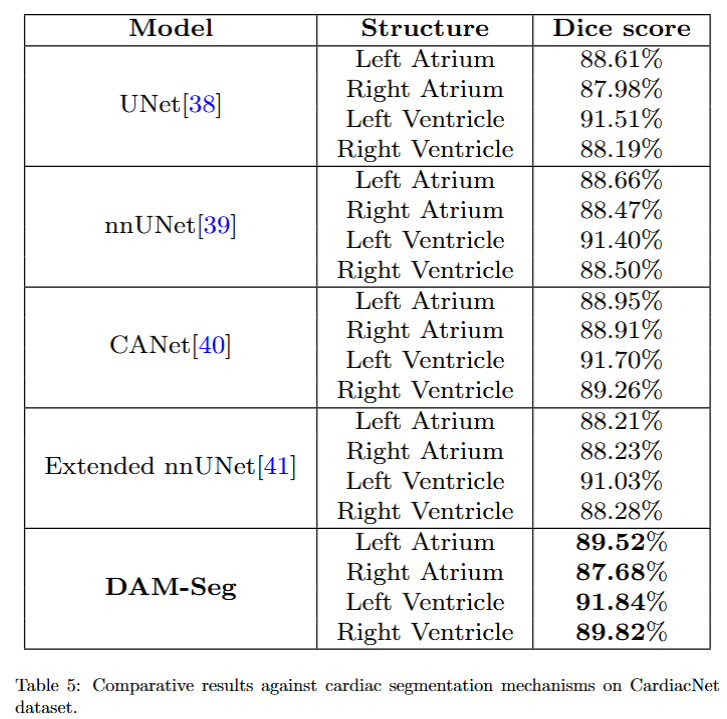 Model Structure Dice score
UNet[38]
Left Atrium 88.61%
Right Atrium 87.98%
Left Ventricle 91.51%
Right Ventricle 88.19%
nnUNet[39]
Left Atrium 88.66%
Right Atrium 88.47%
Left Ventricle 91.40%
Right Ventricle 88.50%
CANet[40]
Left Atrium 88.95%
Right Atrium 88.91%
Left Ventricle 91.70%
Right Ventricle 89.26%
Extended nnUNet[41]
Left Atrium 88.21%
Right Atrium 88.23%
Left Ventricle 91.03%
Right Ventricle 88.28%
DAM-Seg
Left Atrium 89.52%
Right Atrium 87.68%
Left Ventricle 91.84%
Right Ventricle 89.82%
Table 5: Comparative results against cardiac segmentation mechanisms on CardiacNet
dataset.